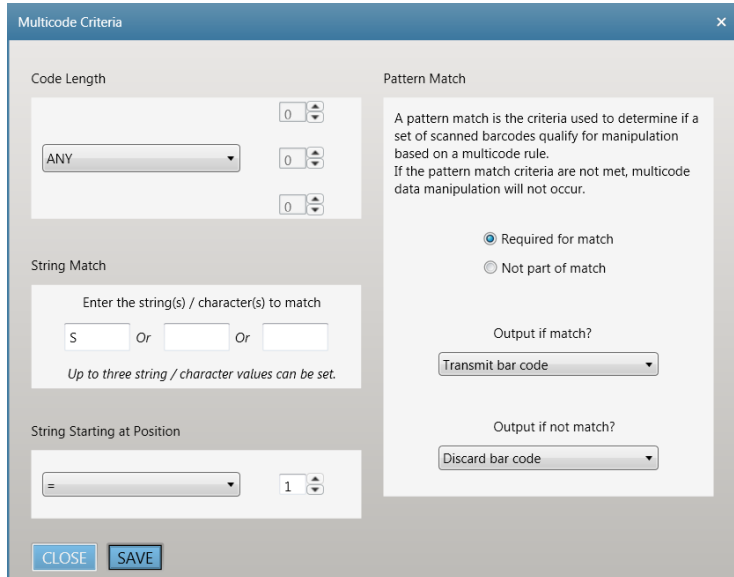 Multicode Criteria
×
Code Length
0
ANY
0
0
String Match
Enter the string(s) / character(s) to match
S Or Or
Up to three string / character values can be set.
String Starting at Position
= 1
CLOSE SAVE
Pattern Match
A pattern match is the criteria used to determine if a
set of scanned barcodes qualify for manipulation
based on a multicode rule.
If the pattern match criteria are not met, multicode
data manipulation will not occur.
Required for match
Not part of match
Output if match?
Transmit bar code
Output if not match?
Discard bar code